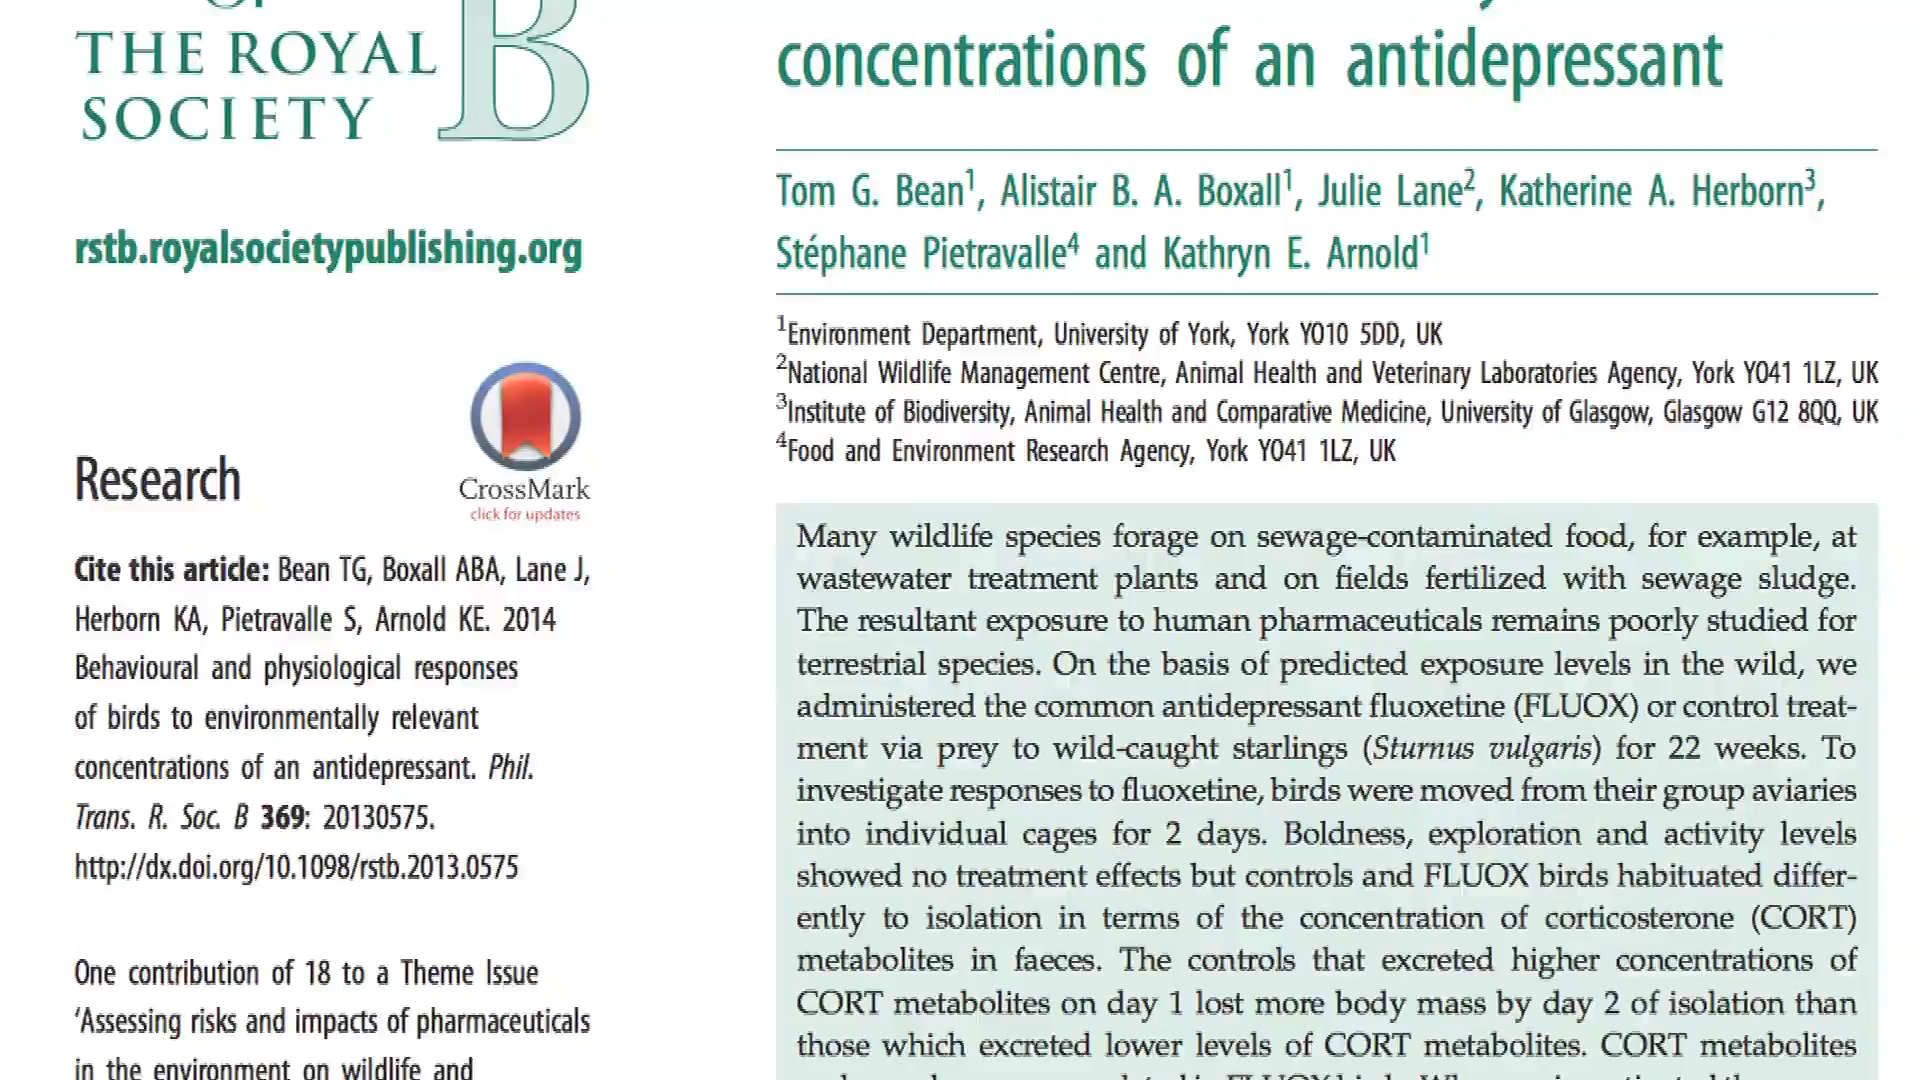 THE ROYAL
SOCIETY
B
rstb.royalsocietypublishing.org
Research
CrossMark
click for updates
Cite this article: Bean TG, Boxall ABA, Lane J,
Herborn KA, Pietravalle S, Arnold KE. 2014
Behavioural and physiological responses
of birds to environmentally relevant
concentrations of an antidepressant. Phil.
Trans. R. Soc. B 369: 20130575.
http://dx.doi.org/10.1098/rstb.2013.0575
One contribution of 18 to a Theme Issue
‘Assessing risks and impacts of pharmaceuticals
in the environment on wildlife and
concentrations of an antidepressant
Tom G. Bean1, Alistair B. A. Boxall1, Julie Lane2, Katherine A. Herborn3,
Stéphane Pietravalle4 and Kathryn E. Arnold1
1Environment Department, University of York, York YO10 5DD, UK
2National Wildlife Management Centre, Animal Health and Veterinary Laboratories Agency, York YO41 1LZ, UK
3Institute of Biodiversity, Animal Health and Comparative Medicine, University of Glasgow, Glasgow G12 8QQ, UK
4Food and Environment Research Agency, York YO41 1LZ, UK
Many wildlife species forage on sewage-contaminated food, for example, at
wastewater treatment plants and on fields fertilized with sewage sludge.
The resultant exposure to human pharmaceuticals remains poorly studied for
terrestrial species. On the basis of predicted exposure levels in the wild, we
administered the common antidepressant fluoxetine (FLUOX) or control treat-
ment via prey to wild-caught starlings (Sturnus vulgaris) for 22 weeks. To
investigate responses to fluoxetine, birds were moved from their group aviaries
into individual cages for 2 days. Boldness, exploration and activity levels
showed no treatment effects but controls and FLUOX birds habituated differ-
ently to isolation in terms of the concentration of corticosterone (CORT)
metabolites in faeces. The controls that excreted higher concentrations of
CORT metabolites on day 1 lost more body mass by day 2 of isolation than
those which excreted lower levels of CORT metabolites. CORT metabolites